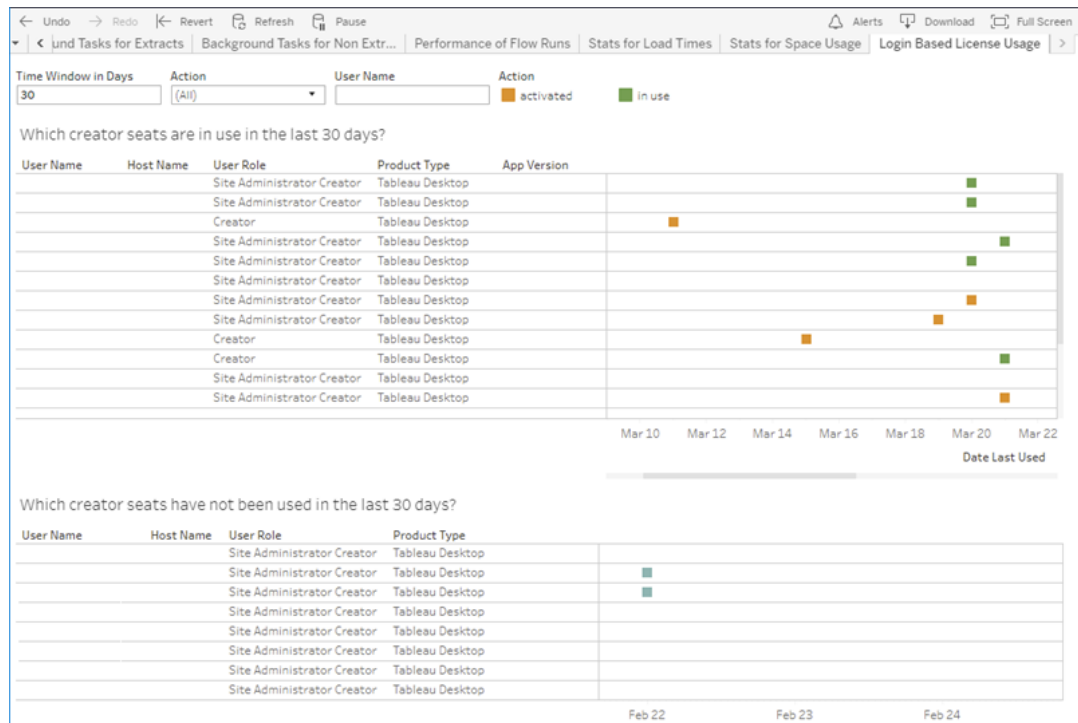 Undo Redo Revert Refresh Pause Alerts Download Full Screen
und Tasks for Extracts Background Tasks for Non Extr... Performance of Flow Runs Stats for Load Times Stats for Space Usage Login Based License Usage
Time Window in Days Action User Name Action
30 (All) activated in use
Which creator seats are in use in the last 30 days?
User Name Host Name User Role Product Type App Version
Site Administrator Creator Tableau Desktop
Site Administrator Creator Tableau Desktop
Creator Tableau Desktop
Site Administrator Creator Tableau Desktop
Site Administrator Creator Tableau Desktop
Site Administrator Creator Tableau Desktop
Site Administrator Creator Tableau Desktop
Site Administrator Creator Tableau Desktop
Creator Tableau Desktop
Creator Tableau Desktop
Site Administrator Creator Tableau Desktop
Site Administrator Creator Tableau Desktop
Mar 10 Mar 12 Mar 14 Mar 16 Mar 18 Mar 20 Mar 22
Date Last Used
Which creator seats have not been used in the last 30 days?
User Name Host Name User Role Product Type
Site Administrator Creator Tableau Desktop
Site Administrator Creator Tableau Desktop
Site Administrator Creator Tableau Desktop
Site Administrator Creator Tableau Desktop
Site Administrator Creator Tableau Desktop
Site Administrator Creator Tableau Desktop
Site Administrator Creator Tableau Desktop
Site Administrator Creator Tableau Desktop
Feb 22 Feb 23 Feb 24